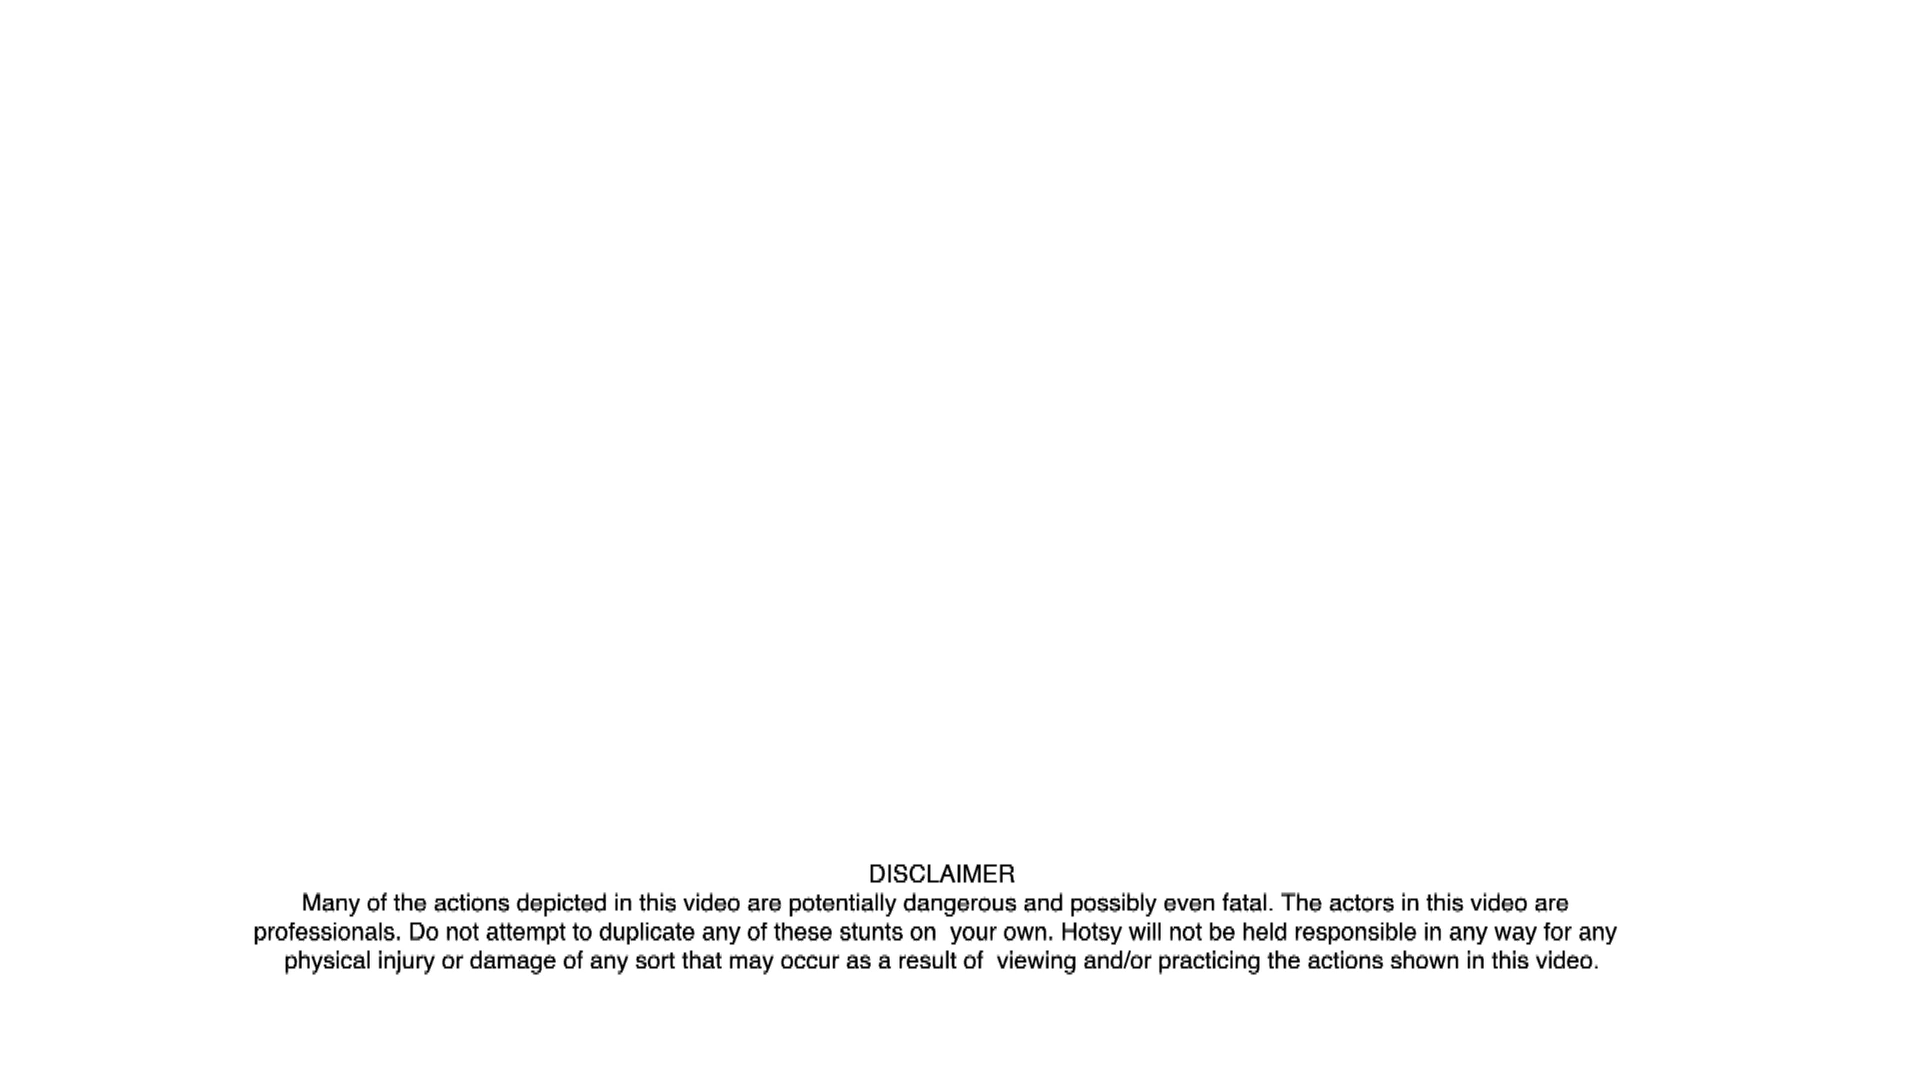 DISCLAIMER
Many of the actions depicted in this video are potentially dangerous and possibly even fatal. The actors in this video are
professionals. Do not attempt to duplicate any of these stunts on  your own. Hotsy will not be held responsible in any way for any
physical injury or damage of any sort that may occur as a result of  viewing and/or practicing the actions shown in this video.